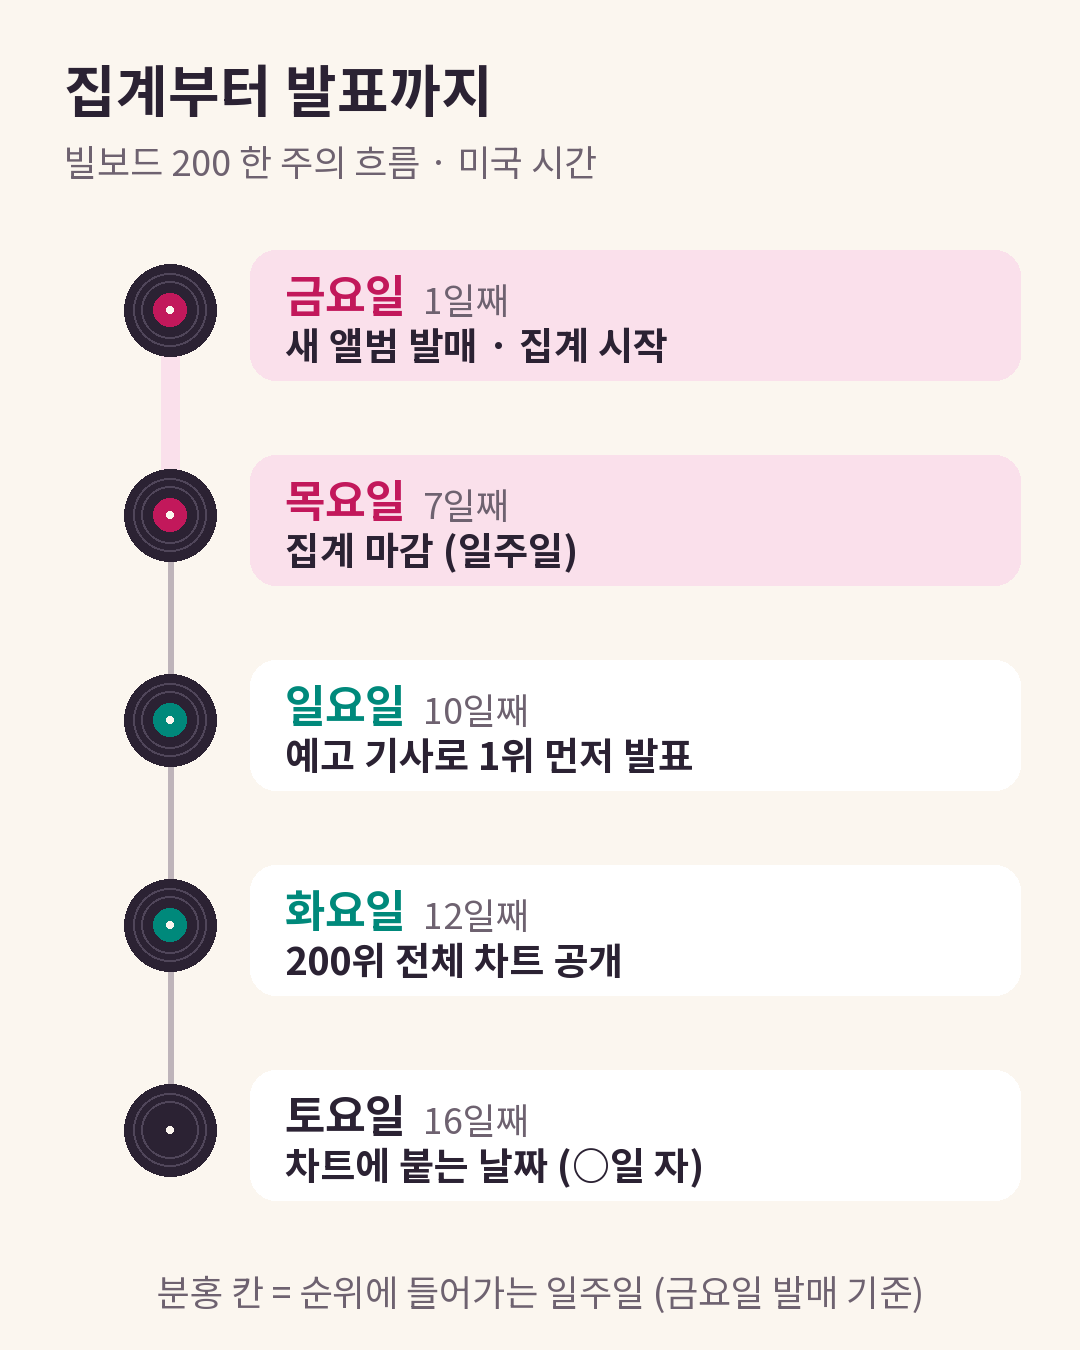 집계부터 발표까지
빌보드 200 한 주의 흐름 · 미국 시간
금요일 1일째
새 앨범 발매 · 집계 시작
목요일 7일째
집계 마감 (일주일)
일요일 10일째
예고 기사로 1위 먼저 발표
화요일 12일째
200위 전체 차트 공개
토요일 16일째
차트에 붙는 날짜 (○일 자)
분홍 칸 = 순위에 들어가는 일주일 (금요일 발매 기준)